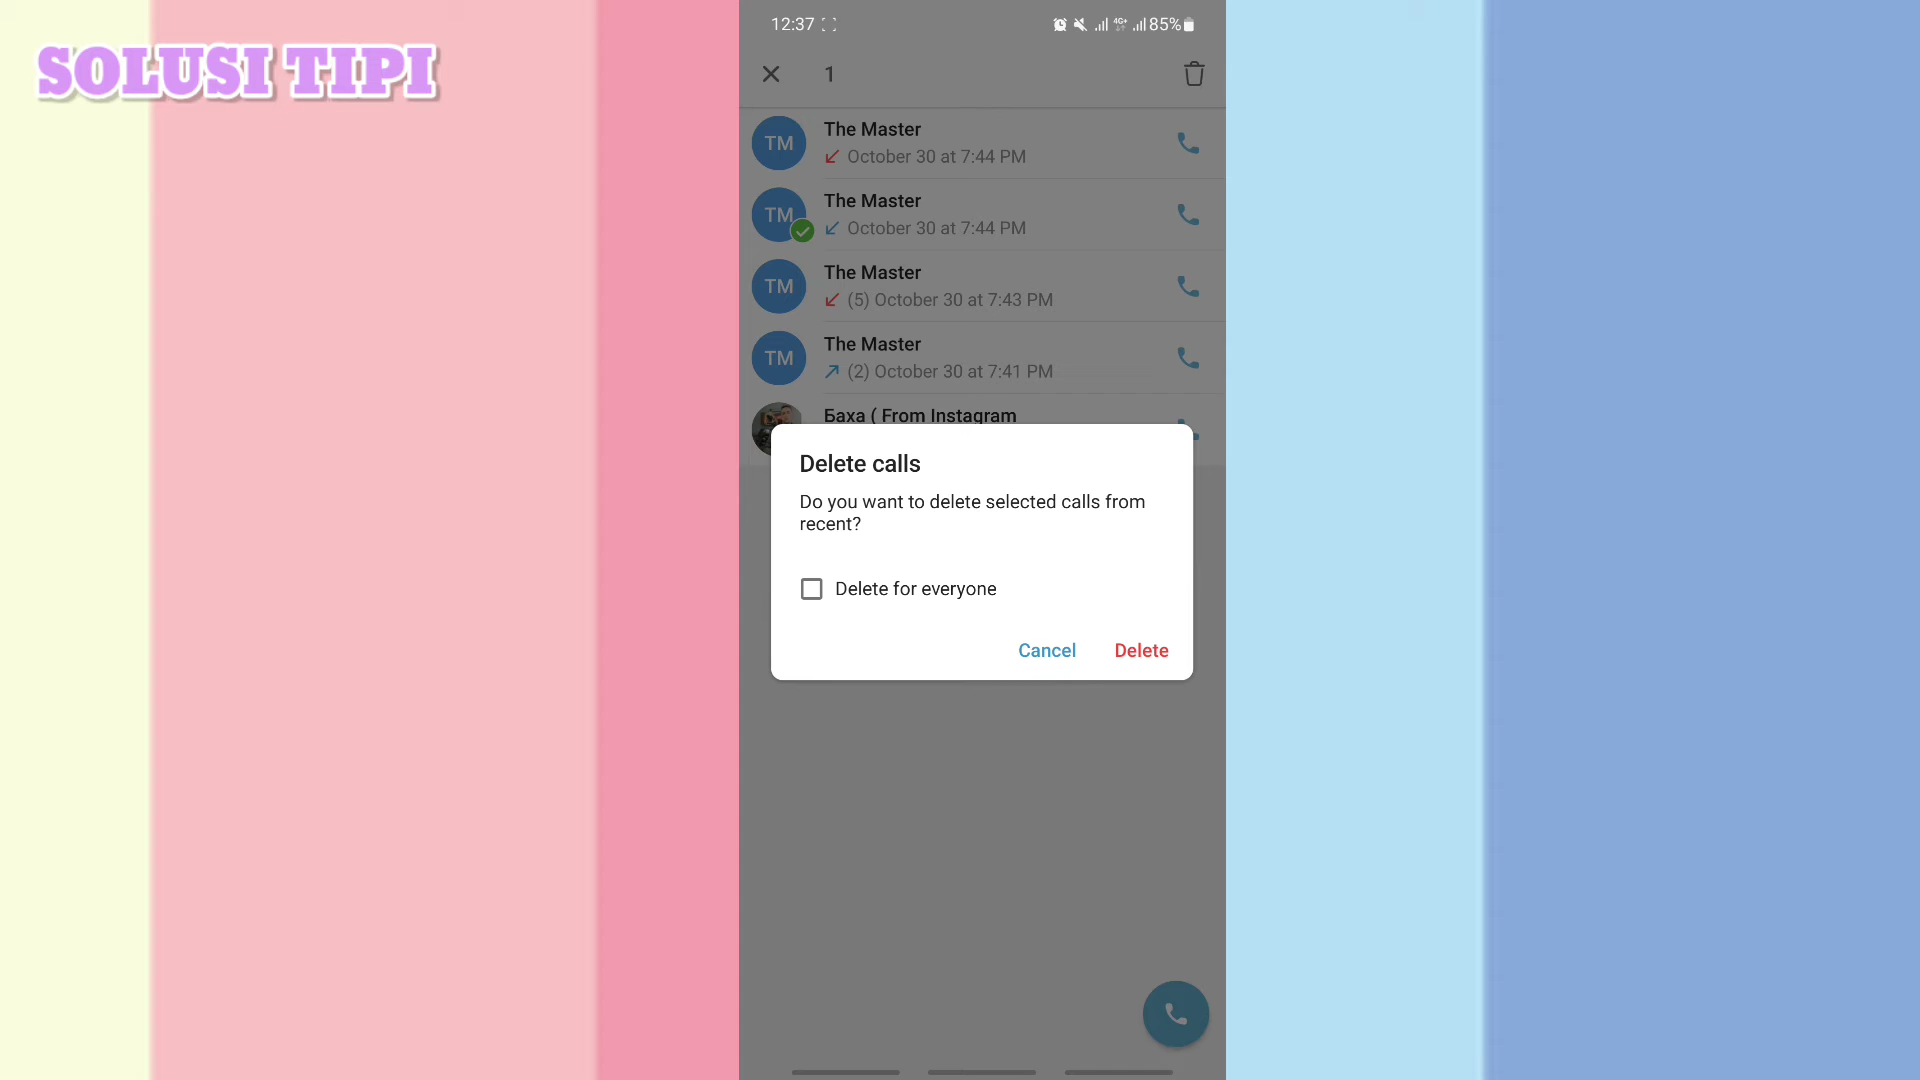 SOLUSI TIPI
12:37
4G+
85%
1
TM
The Master
October 30 at 7:44 PM
TM
The Master
October 30 at 7:44 PM
TM
The Master
(5) October 30 at 7:43 PM
TM
The Master
(2) October 30 at 7:41 PM
Баха ( From Instagram
Delete calls
Do you want to delete selected calls from
recent?
Delete for everyone
Cancel
Delete